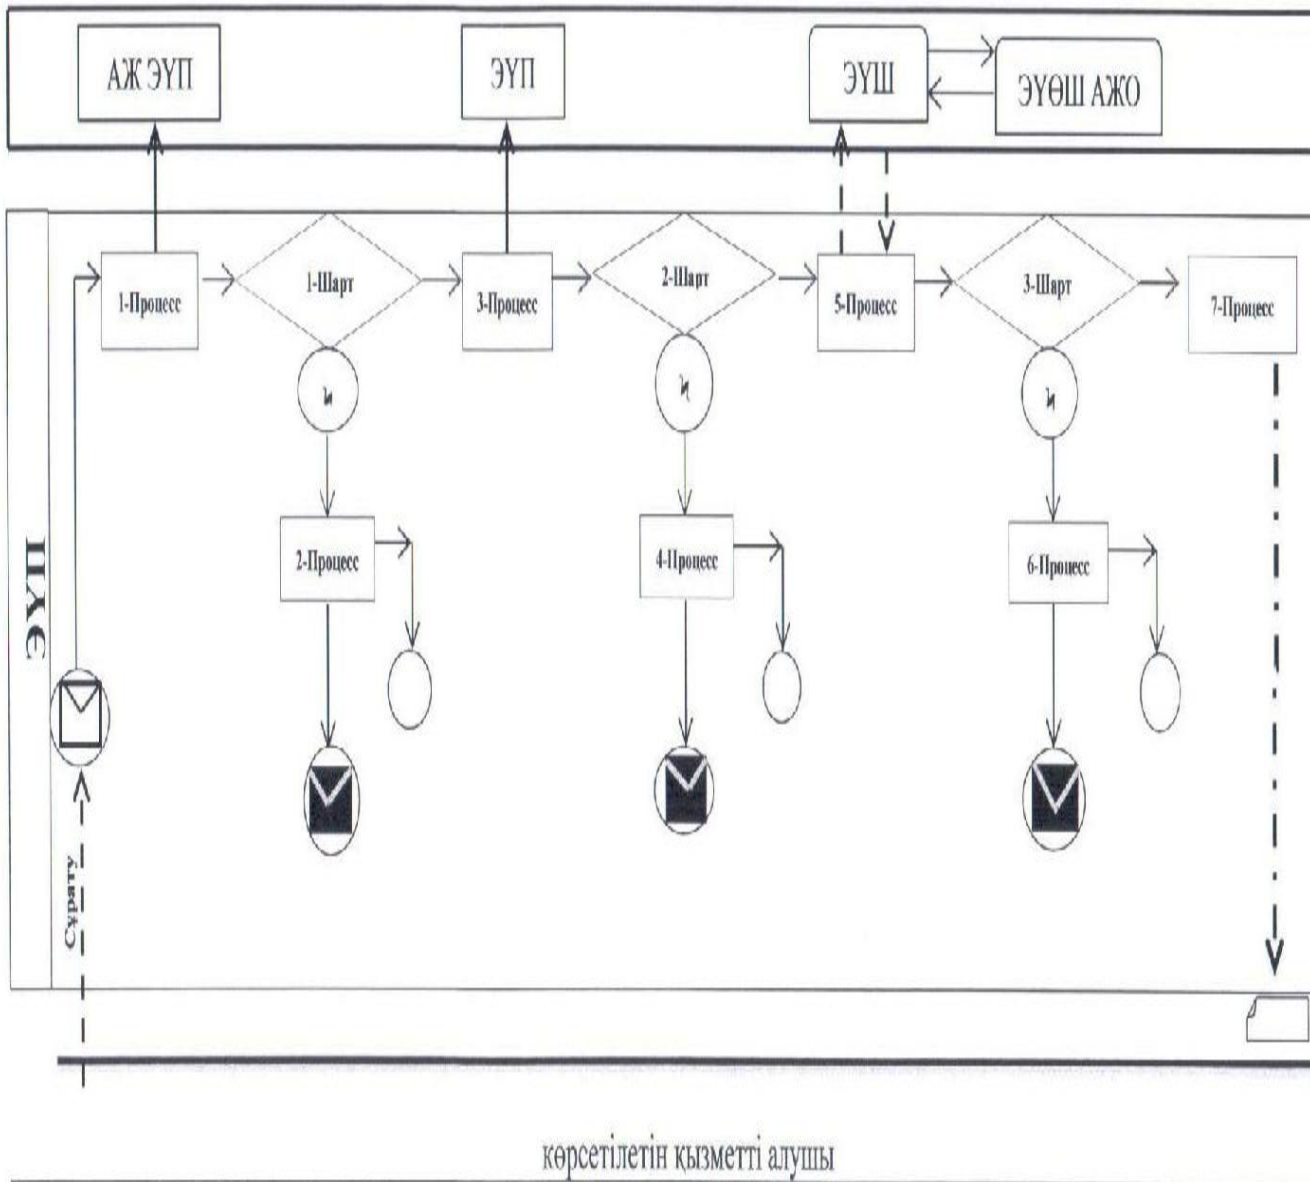 АЖ ЭҮП
ЭҮП
ЭҮШ
ЭҮӨШ АЖО
1-Процесс
1-Шарт
3-Процесс
2-Шарт
5-Процесс
3-Шарт
7-Процесс
2-Процесс
4-Процесс
6-Процесс
ЭҮП
Сұрату
көрсетілетін қызметті алушы